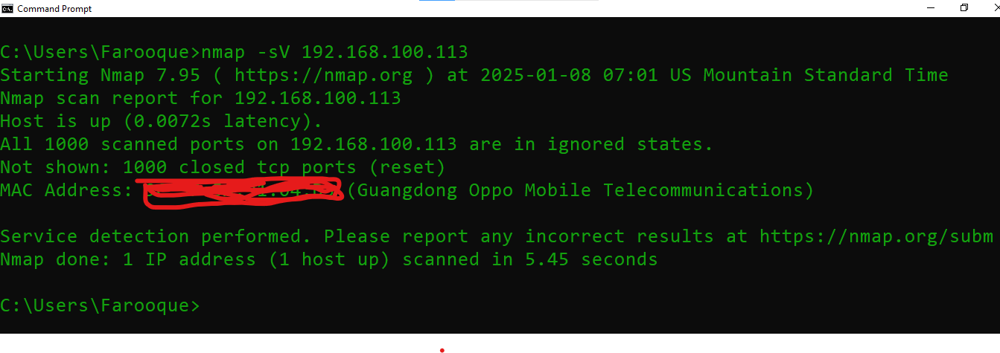 Command Prompt
C:\Users\Farooque>nmap -sV 192.168.100.113
Starting Nmap 7.95 ( https://nmap.org ) at 2025-01-08 07:01 US Mountain Standard Time
Nmap scan report for 192.168.100.113
Host is up (0.0072s latency).
All 1000 scanned ports on 192.168.100.113 are in ignored states.
Not shown: 1000 closed tcp ports (reset)
MAC Address: (Guangdong Oppo Mobile Telecommunications)
Service detection performed. Please report any incorrect results at https://nmap.org/subm
Nmap done: 1 IP address (1 host up) scanned in 5.45 seconds
C:\Users\Farooque>